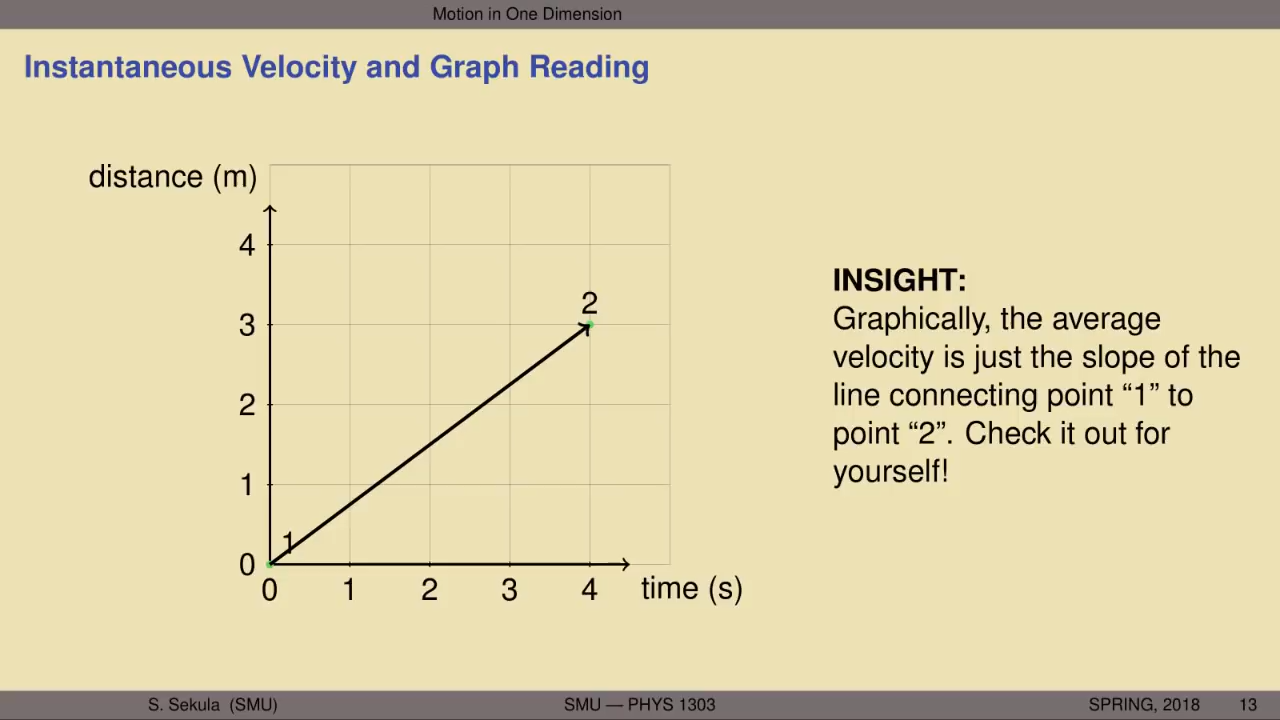 Motion in One Dimension
Instantaneous Velocity and Graph Reading
distance (m)
4
3
2
1
0
1
2
0 1 2 3 4
time (s)
INSIGHT:
Graphically, the average
velocity is just the slope of the
line connecting point “1” to
point “2”. Check it out for
yourself!
S. Sekula (SMU) SMU — PHYS 1303 SPRING, 2018 13